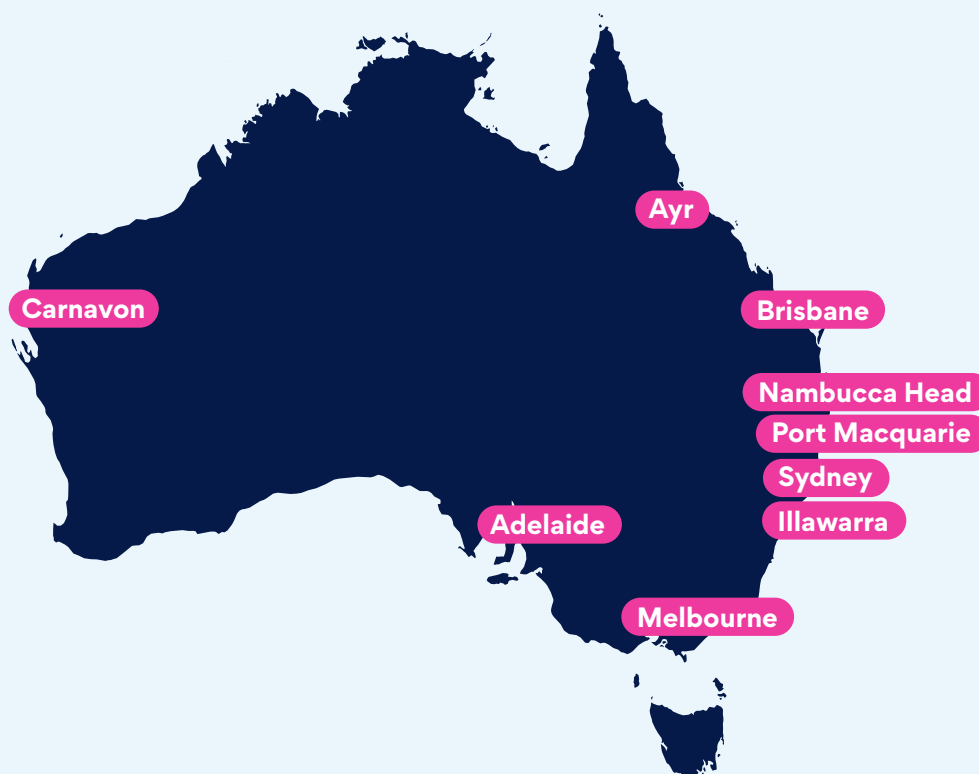 Ayr
Carnavon
Brisbane
Nambucca Head
Port Macquarie
Sydney
Illawarra
Adelaide
Melbourne